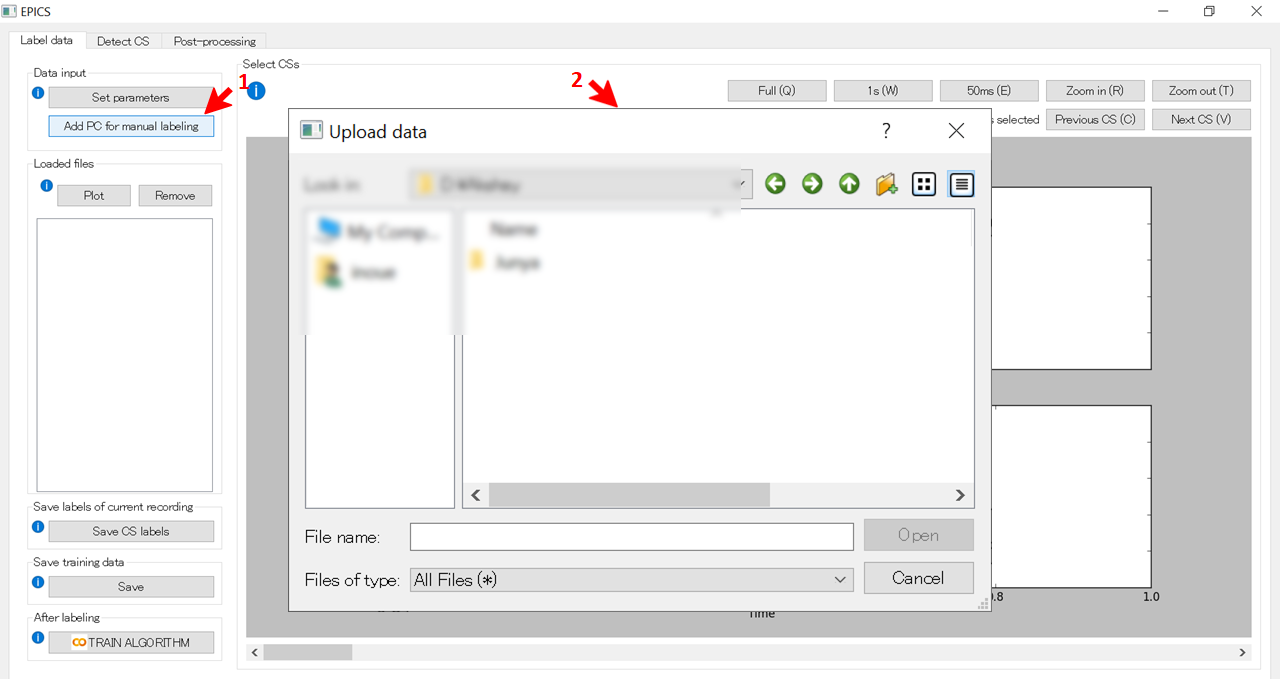 EPICS
Label data
Detect CS
Post-processing
Data input
Set parameters
Add PC for manual labeling
1
Loaded files
Plot
Remove
Save labels of current recording
Save CS labels
Save training data
Save
After labeling
TRAIN ALGORITHM
Select CSs
i
Full (Q)
1s (W)
50ms (E)
Zoom in (R)
Zoom out (T)
selected
Previous CS (C)
Next CS (V)
2
Upload data
?
Look in:
My Comp...
inoue
Name
Junya
File name:
Open
Files of type:
All Files (*)
Cancel
0.8
1.0
Time